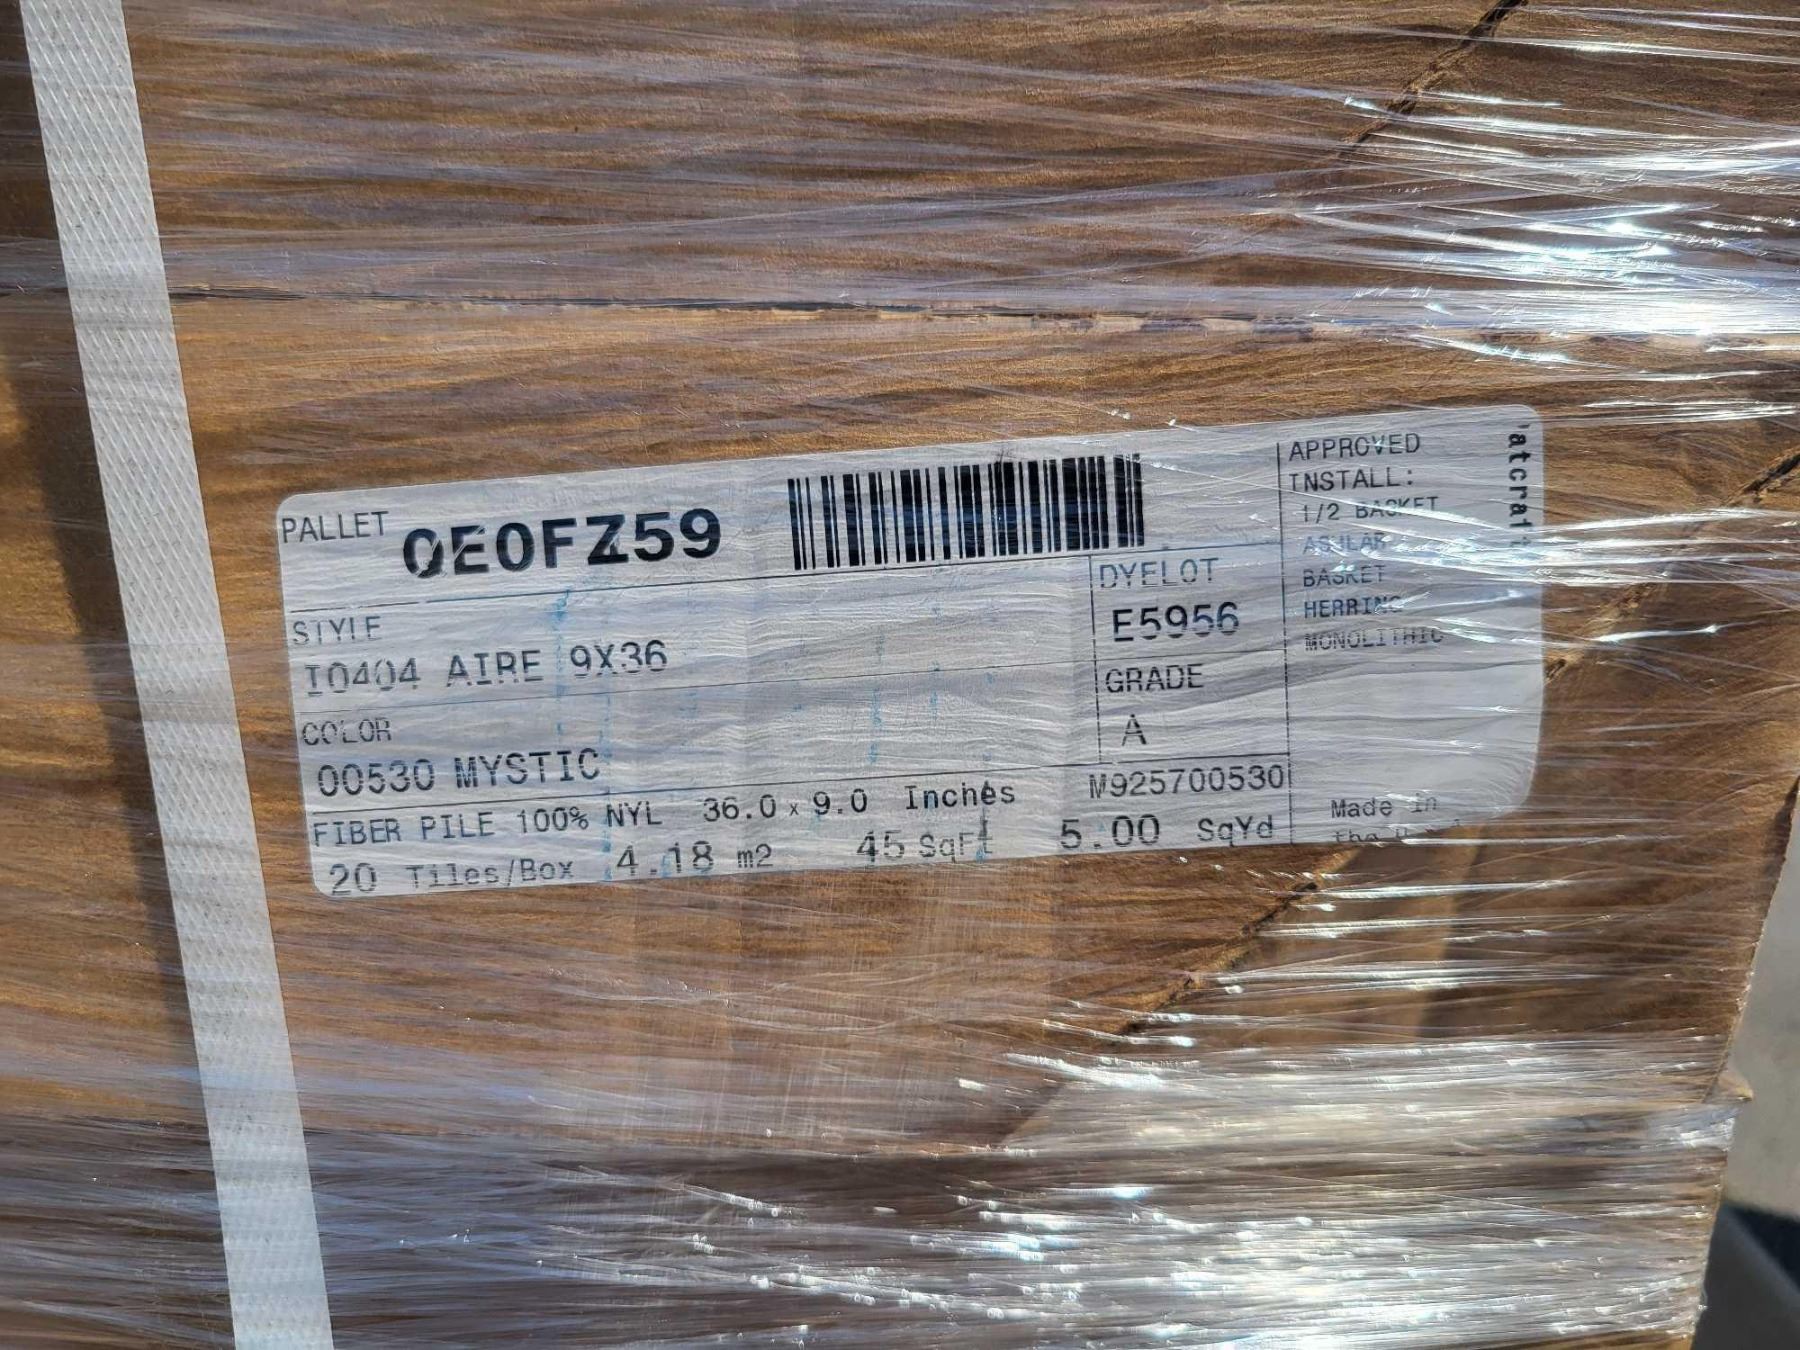 PALLET 0E0FZ59
STYLE
I0404 AIRE 9X36
COLOR
00530 MYSTIC
FIBER PILE 100% NYL 36.0 x 9.0 Inches M925700530
20 Tiles/Box 4.18 m2 45 SqFt 5.00 SqYd
DYELOT
E5956
GRADE
A
APPROVED
INSTALL:
1/2 BASKET
ASHLAR
BASKET
HERRING
MONOLITHIC
Made in
the